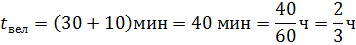 t_вел = (30 + 10)мин = 40 мин = 40/60 ч = 2/3 ч